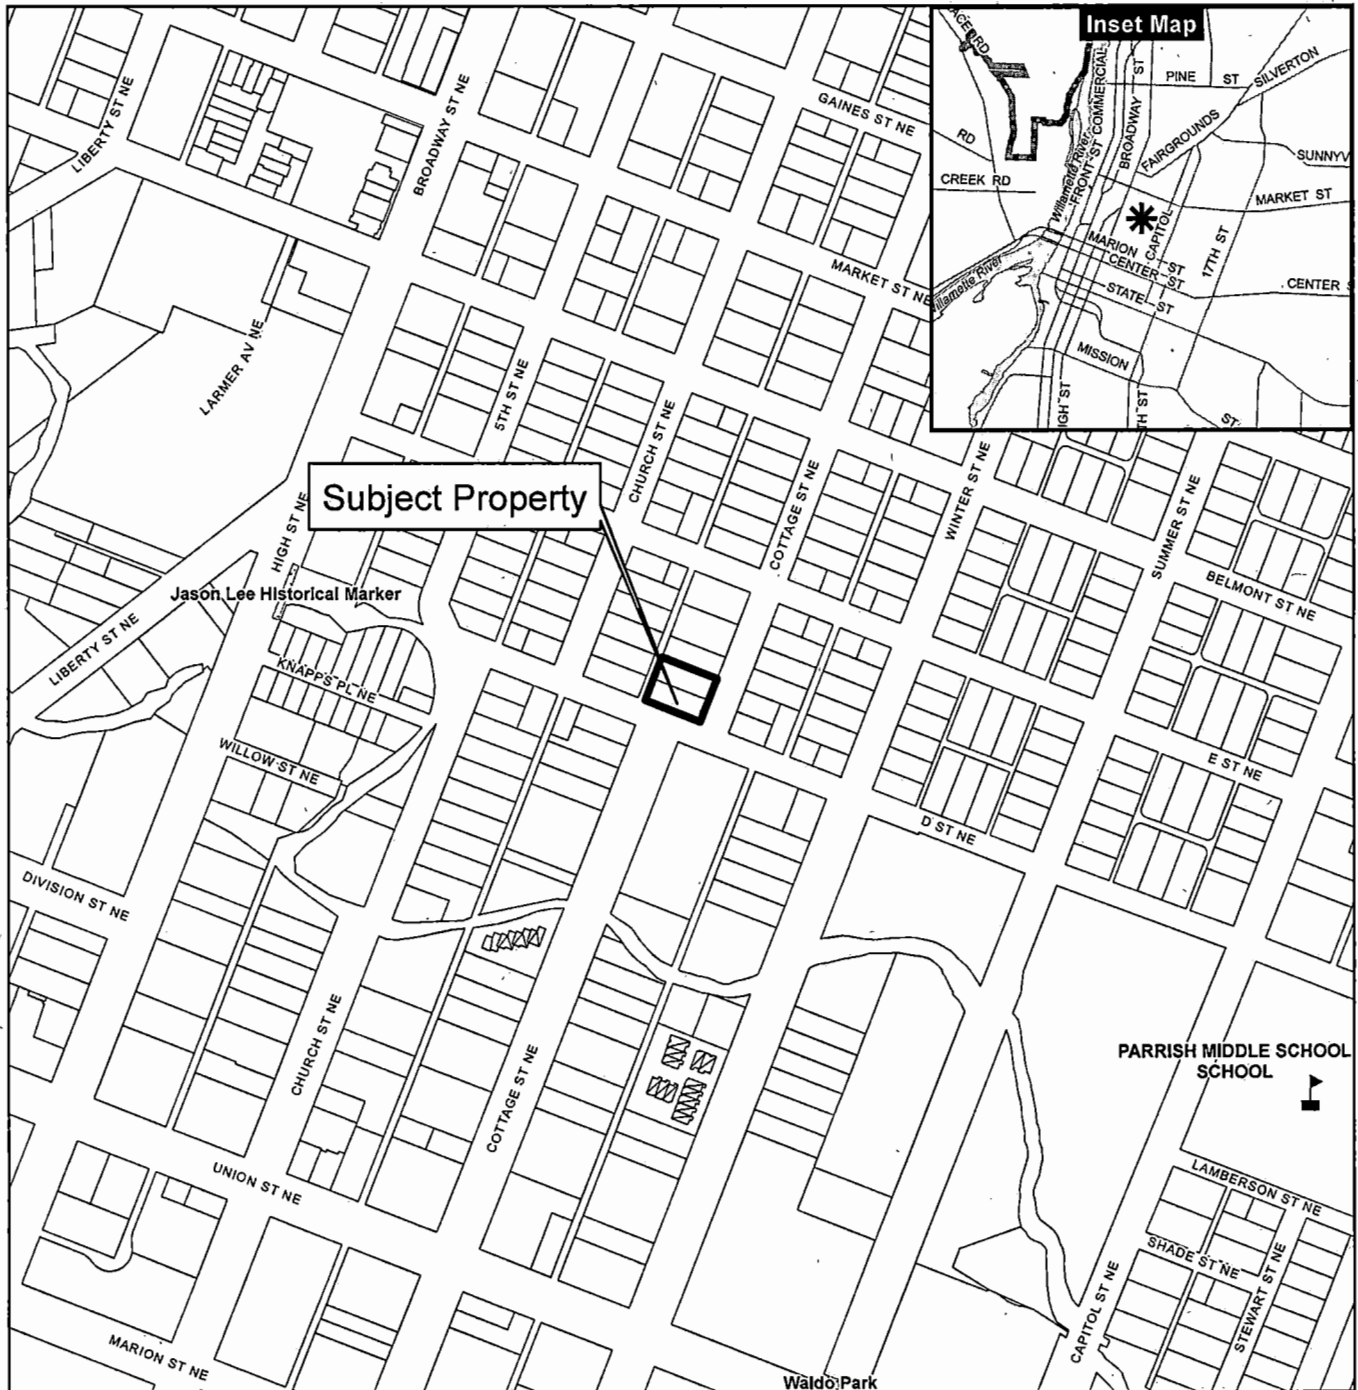 Inset Map
RD
PINE ST
SILVERTON
COMMERCIAL
ST
BROADWAY
FAIRGROUNDS
RD
SUNNYV
CREEK RD
Willamette River
FRONT ST
MARKET ST
CAPITOL
17TH ST
MARION ST
CENTER ST
CENTER
STATE ST
MISSION
ST
LIBERTY ST NE
BROADWAY ST NE
GAINES ST NE
MARKET ST NE
LARMER AV NE
5TH ST NE
CHURCH ST NE
COTTAGE ST NE
WINTER ST NE
SUMMER ST NE
Subject Property
HIGH ST NE
BELMONT ST NE
Jason Lee Historical Marker
LIBERTY ST NE
KNAPPS PL NE
WILLOW ST NE
E ST NE
D ST NE
DIVISION ST NE
CHURCH ST NE
COTTAGE ST NE
PARRISH MIDDLE SCHOOL
SCHOOL
UNION ST NE
LAMBERSON ST NE
SHADE ST NE
STEWART ST NE
CAPITOL ST NE
MARION ST NE
Waldo Park